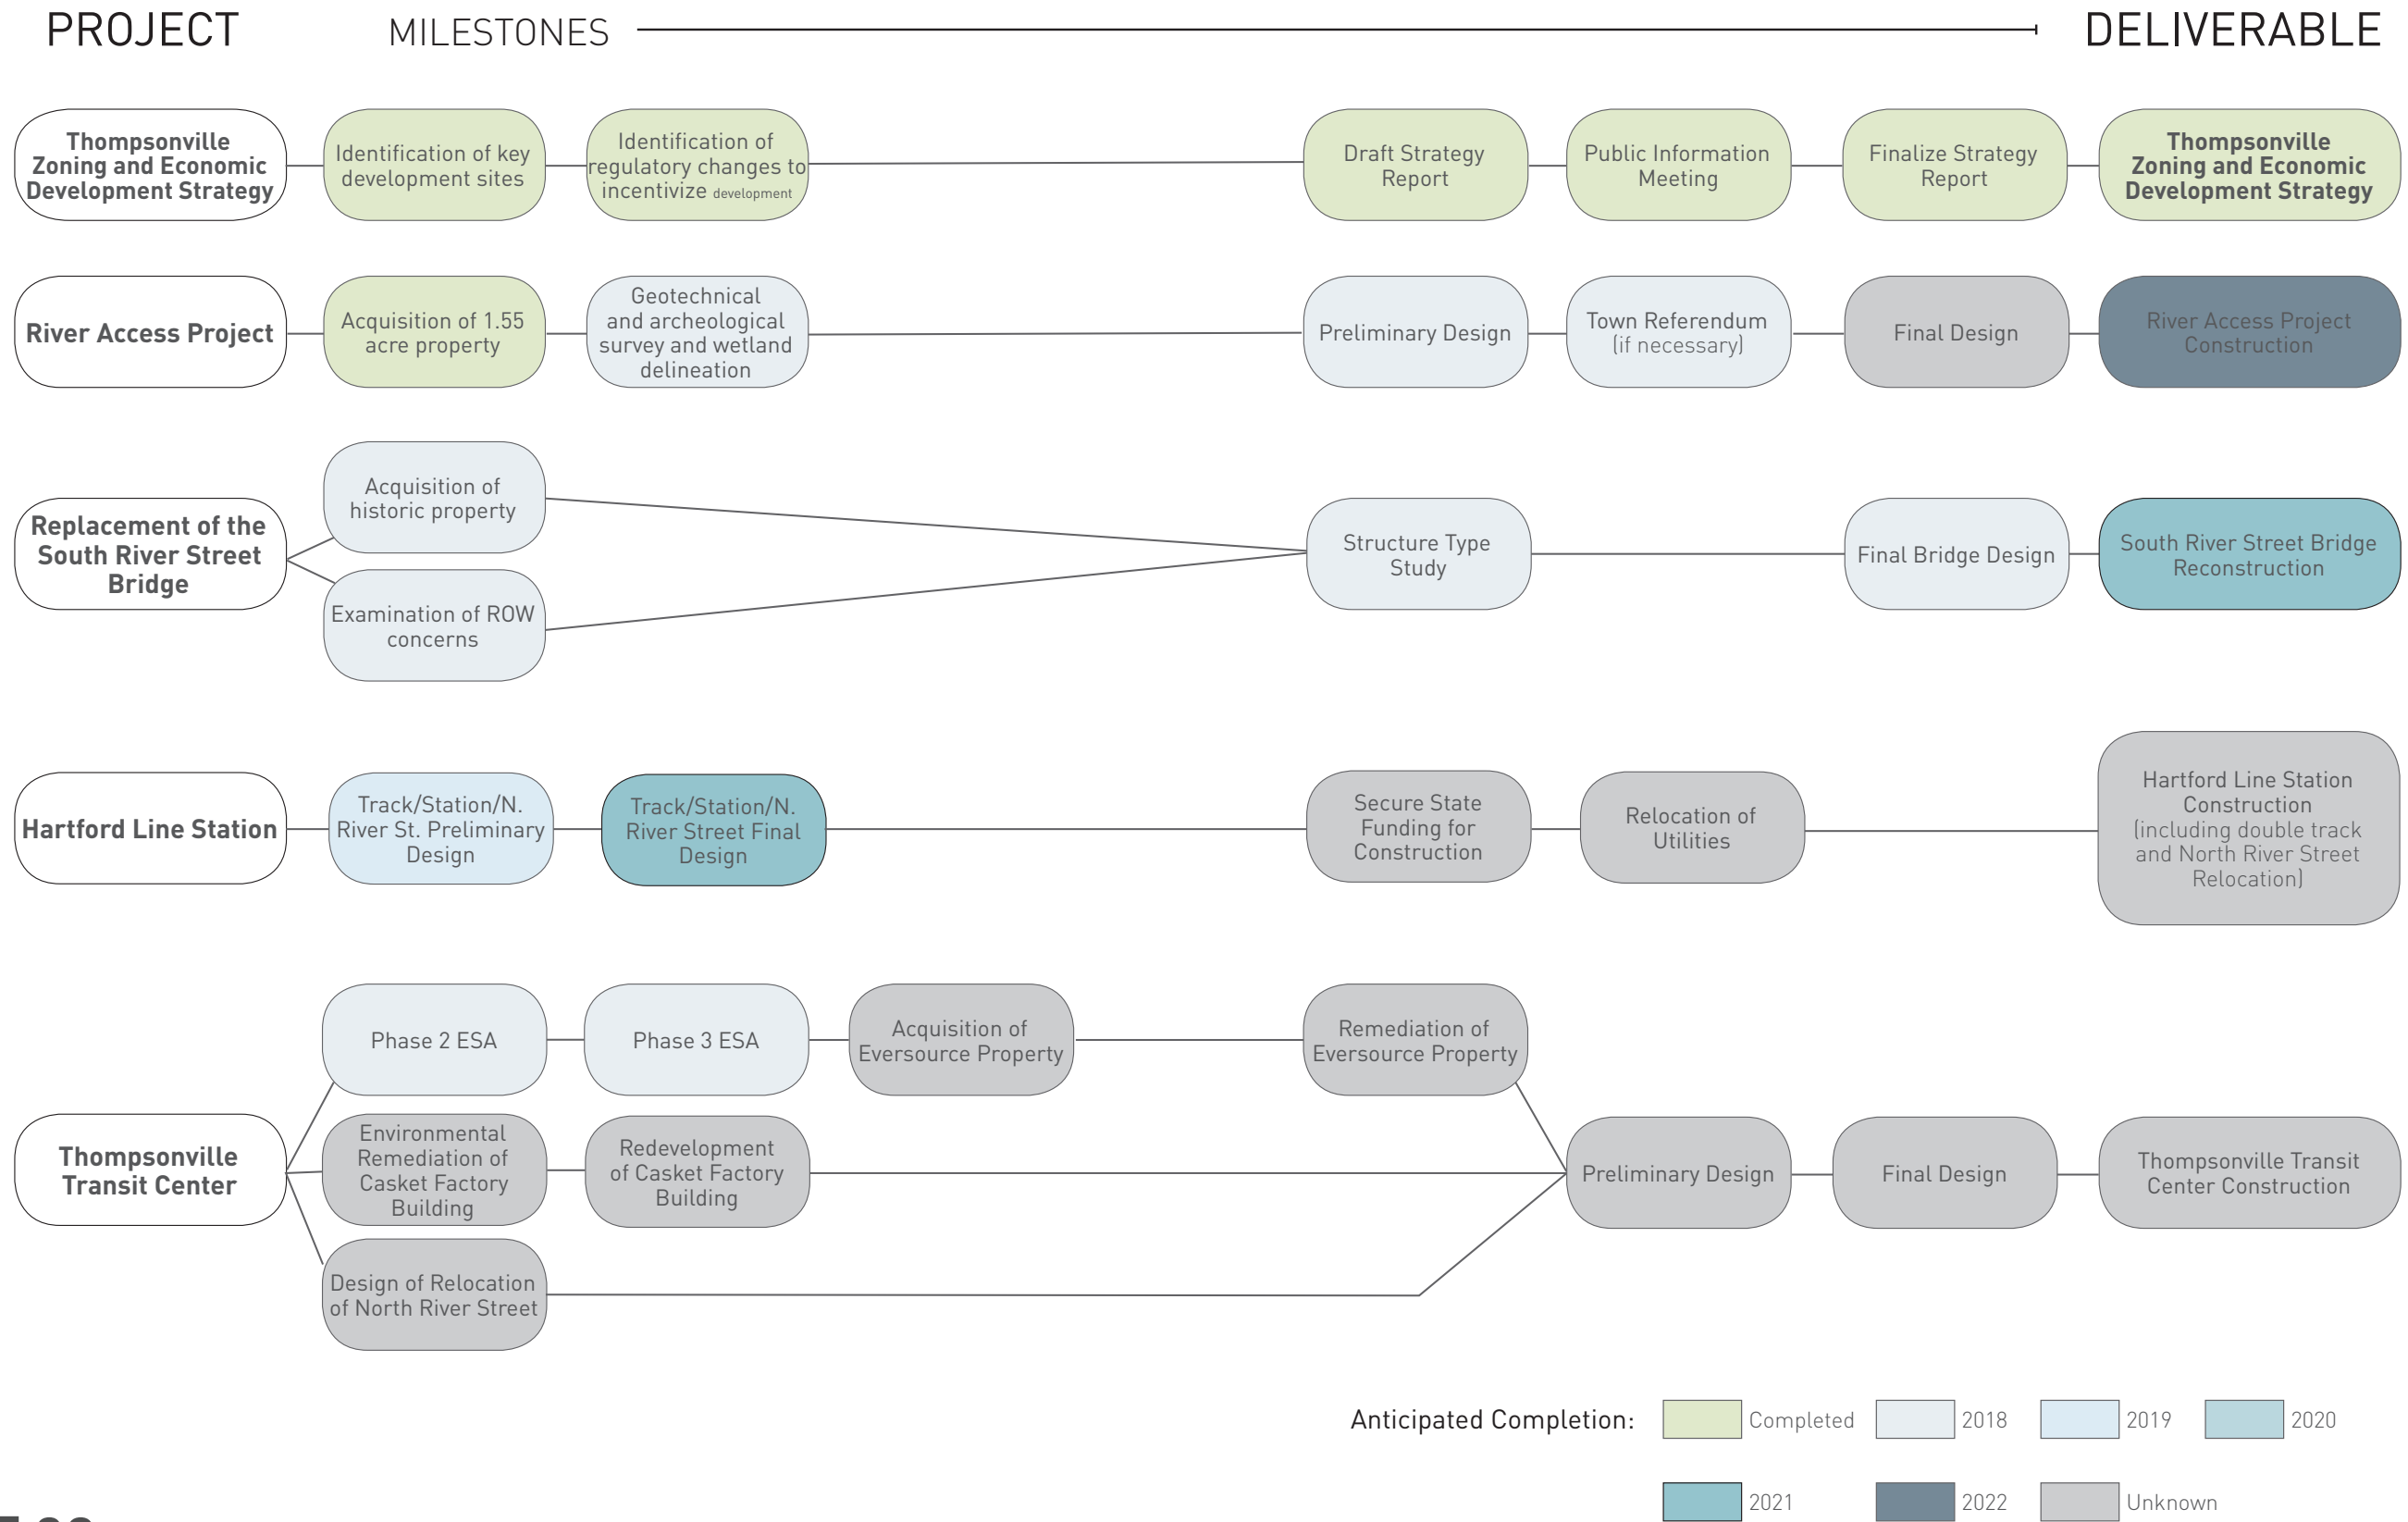 PROJECT
MILESTONES
DELIVERABLE
Thompsonville
Zoning and Economic
Development Strategy
Identification of key
development sites
Identification of
regulatory changes to
incentivize development
Draft Strategy
Report
Public Information
Meeting
Finalize Strategy
Report
Thompsonville
Zoning and Economic
Development Strategy
River Access Project
Acquisition of 1.55
acre property
Geotechnical
and archeological
survey and wetland
delineation
Preliminary Design
Town Referendum
(if necessary)
Final Design
River Access Project
Construction
Replacement of the
South River Street
Bridge
Acquisition of
historic property
Examination of ROW
concerns
Structure Type
Study
Final Bridge Design
South River Street Bridge
Reconstruction
Hartford Line Station
Track/Station/N.
River St. Preliminary
Design
Track/Station/N.
River Street Final
Design
Secure State
Funding for
Construction
Relocation of
Utilities
Hartford Line Station
Construction
(including double track
and North River Street
Relocation)
Thompsonville
Transit Center
Phase 2 ESA
Phase 3 ESA
Acquisition of
Eversource Property
Remediation of
Eversource Property
Environmental
Remediation of
Casket Factory
Building
Redevelopment
of Casket Factory
Building
Design of Relocation
of North River Street
Preliminary Design
Final Design
Thompsonville Transit
Center Construction
Anticipated Completion:
Completed
2018
2019
2020
2021
2022
Unknown